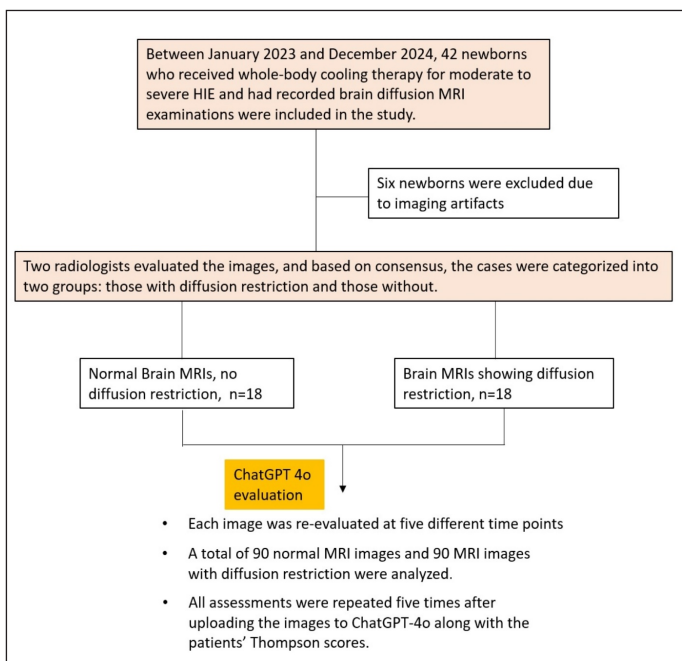 Between January 2023 and December 2024, 42 newborns
who received whole-body cooling therapy for moderate to
severe HIE and had recorded brain diffusion MRI
examinations were included in the study.
Six newborns were excluded due
to imaging artifacts
Two radiologists evaluated the images, and based on consensus, the cases were categorized into
two groups: those with diffusion restriction and those without.
Normal Brain MRIs, no
diffusion restriction, n=18
Brain MRIs showing diffusion
restriction, n=18
ChatGPT 4o
evaluation
• Each image was re-evaluated at five different time points
• A total of 90 normal MRI images and 90 MRI images
with diffusion restriction were analyzed.
• All assessments were repeated five times after
uploading the images to ChatGPT-4o along with the
patients' Thompson scores.